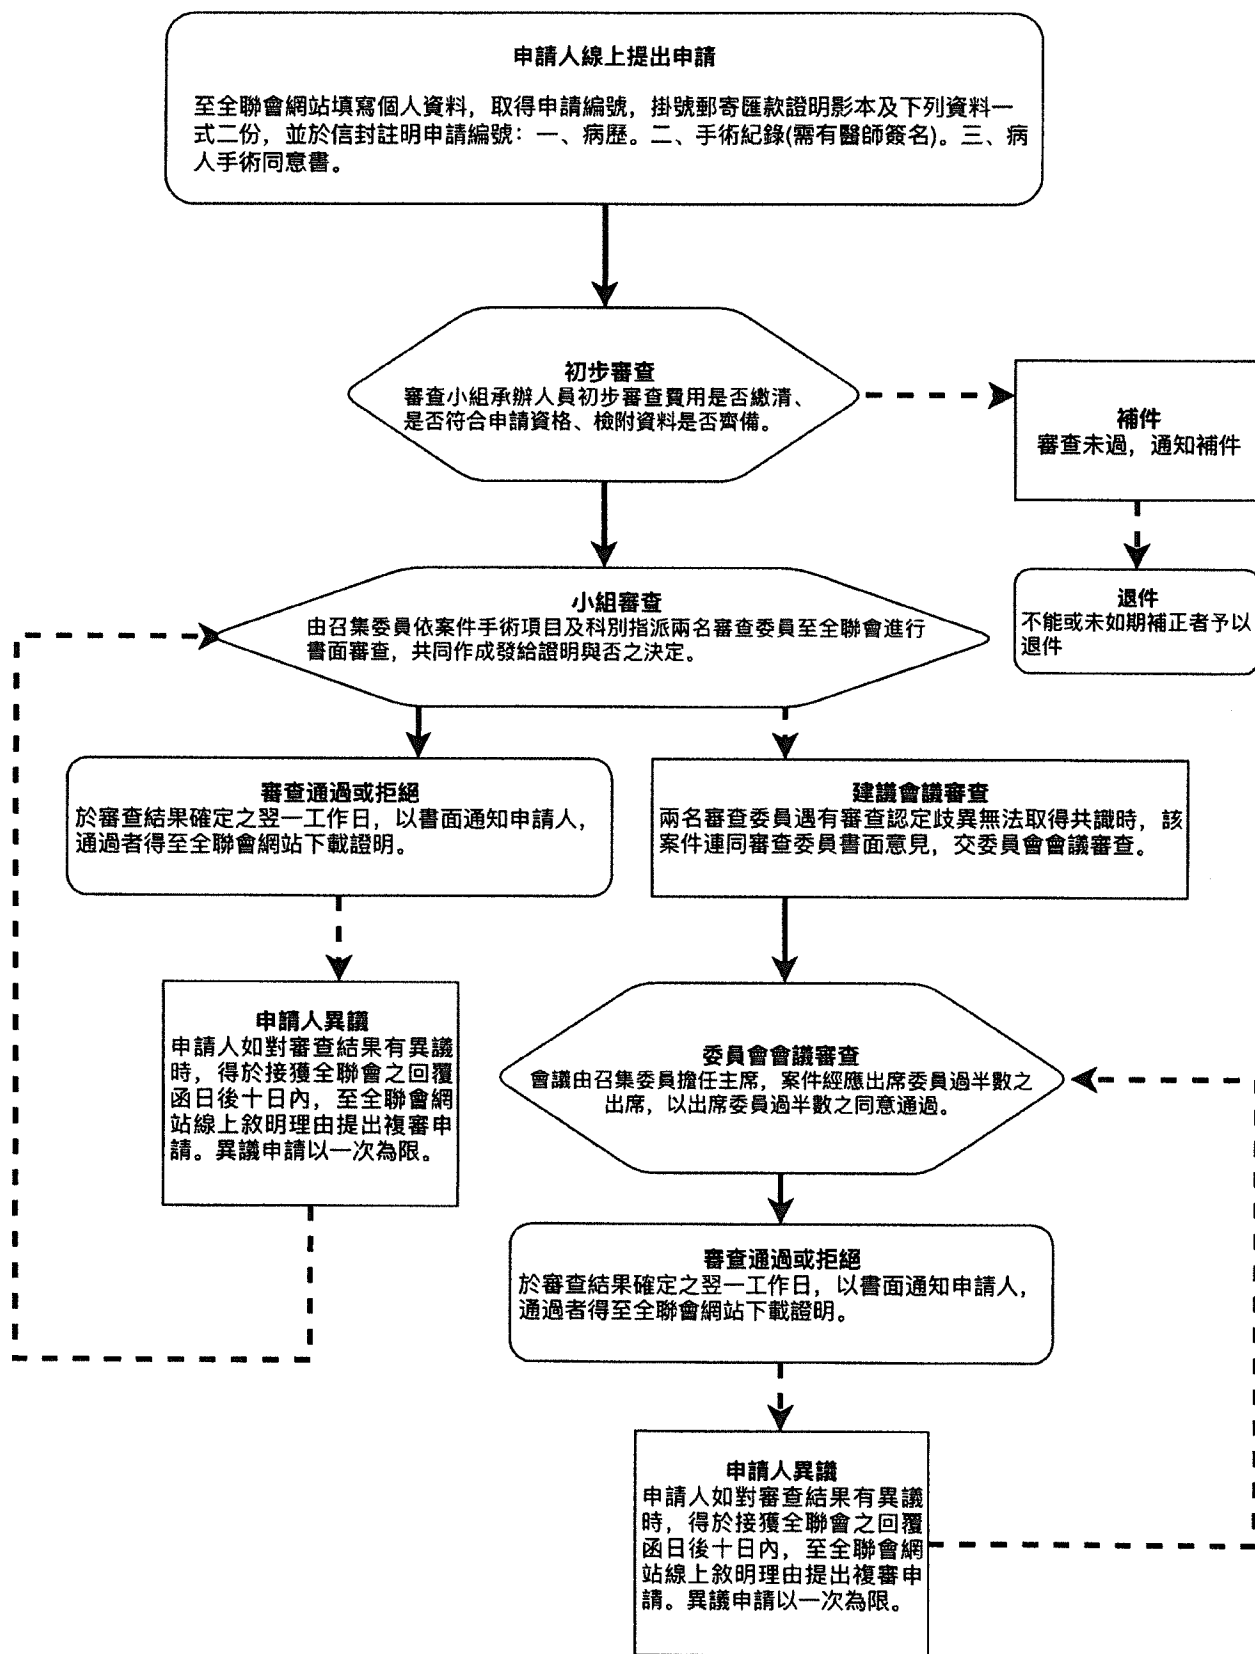 申請人線上提出申請
至全聯會網站填寫個人資料，取得申請編號，掛號郵寄匯款證明影本及下列資料一
式二份，並於信封註明申請編號：一、病歷。二、手術紀錄(需有醫師簽名)。三、病
人手術同意書。
初步審查
審查小組承辦人員初步審查費用是否繳清、
是否符合申請資格、檢附資料是否齊備。
補件
審查未過，通知補件
退件
不能或未如期補正者予以
退件
小組審查
由召集委員依案件手術項目及科別指派兩名審查委員至全聯會進行
書面審查，共同作成發給證明與否之決定。
審查通過或拒絕
於審查結果確定之翌一工作日，以書面通知申請人，
通過者得至全聯會網站下載證明。
建議會議審查
兩名審查委員遇有審查認定歧異無法取得共識時，該
案件連同審查委員書面意見，交委員會會議審查。
申請人異議
申請人如對審查結果有異議
時，得於接獲全聯會之回覆
函日後十日內，至全聯會網
站線上敘明理由提出複審申
請。異議申請以一次為限。
委員會會議審查
會議由召集委員擔任主席，案件經應出席委員過半數之
出席，以出席委員過半數之同意通過。
審查通過或拒絕
於審查結果確定之翌一工作日，以書面通知申請人，
通過者得至全聯會網站下載證明。
申請人異議
申請人如對審查結果有異議
時，得於接獲全聯會之回覆
函日後十日內，至全聯會網
站線上敘明理由提出複審申
請。異議申請以一次為限。